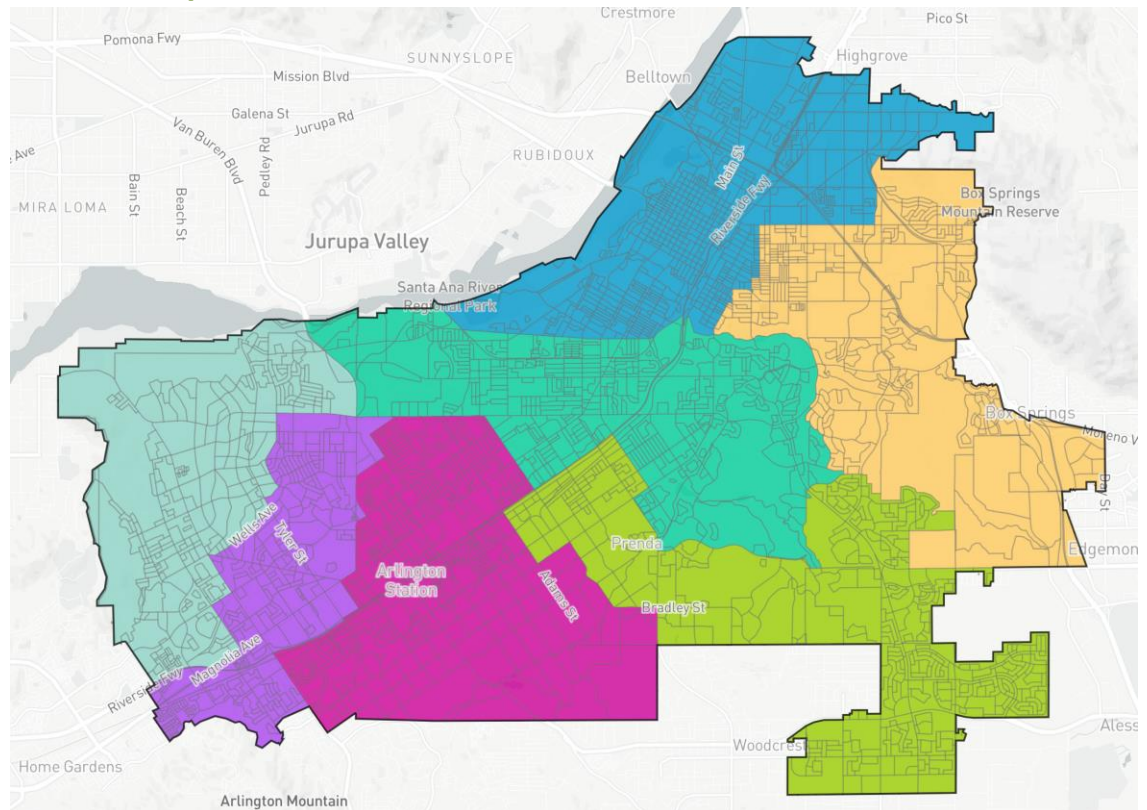 Crestmore
Pico St
Pomona Fwy
SUNNYSLOPE
Highgrove
Mission Blvd
Belltown
Galena St
Jurupa Rd
Van Buren Blvd
Pedley Rd
e Ave
RUBIDOUX
Main St
Bain St
Beach St
MIRA LOMA
Riverside Fwy
Box Springs
Mountain Reserve
Jurupa Valley
Santa Ana River
Regional Park
Box Springs
Moreno V
Day St
Wells Ave
Tyler St
Prenda
Edgemon
Arlington
Station
Adams St
Bradley St
Magnolia Ave
Riverside Fwy
Aless
Woodcrest
Home Gardens
Arlington Mountain